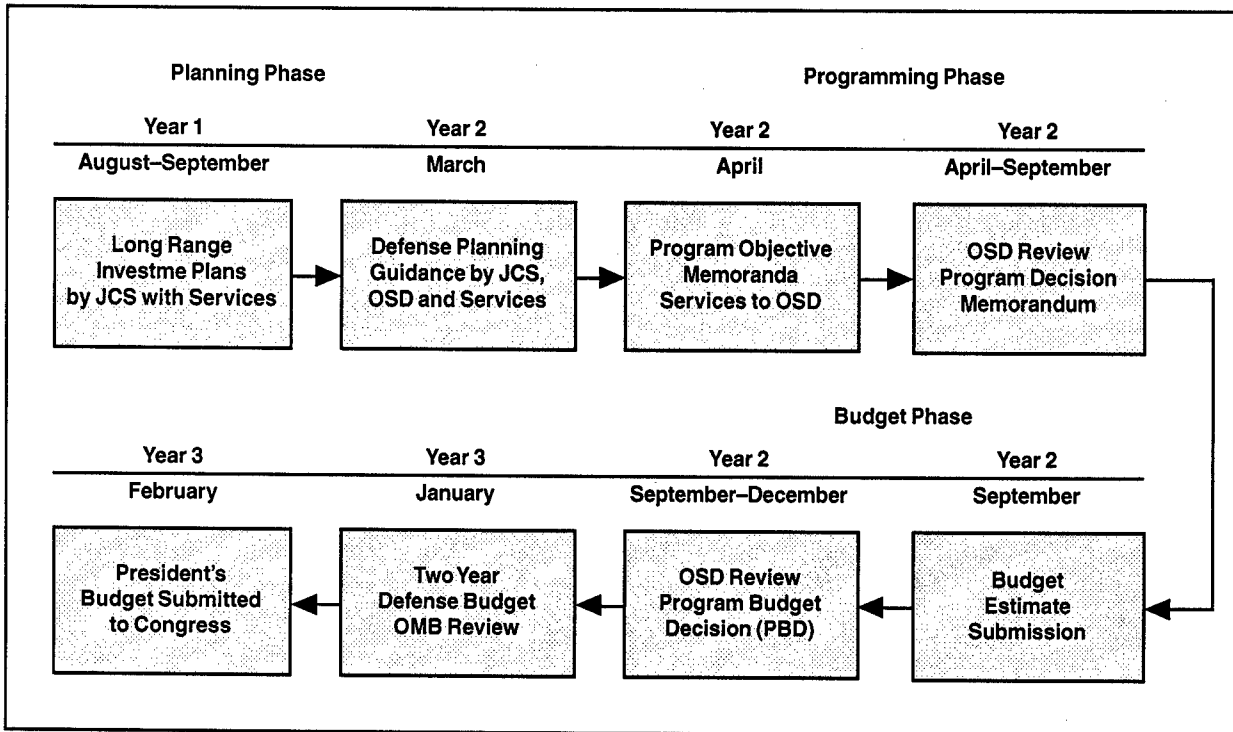 Planning Phase
Programming Phase
Year 1
Year 2
Year 2
Year 2
August–September
March
April
April–September
Long Range
Investme Plans
by JCS with Services
Defense Planning
Guidance by JCS,
OSD and Services
Program Objective
Memoranda
Services to OSD
OSD Review
Program Decision
Memorandum
Budget Phase
Year 3
Year 3
Year 2
Year 2
February
January
September–December
September
President's
Budget Submitted
to Congress
Two Year
Defense Budget
OMB Review
OSD Review
Program Budget
Decision (PBD)
Budget
Estimate
Submission